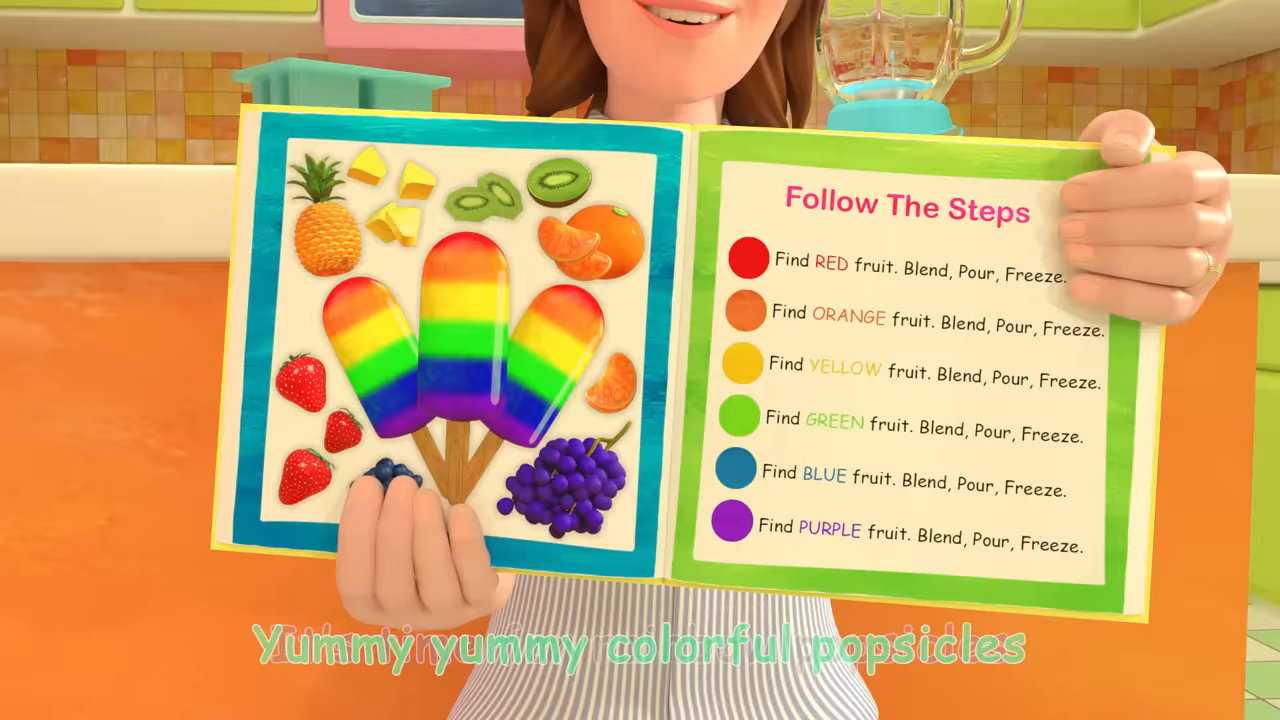 Follow The Steps
Find RED fruit. Blend, Pour, Freeze.
Find ORANGE fruit. Blend, Pour, Freeze.
Find YELLOW fruit. Blend, Pour, Freeze.
Find GREEN fruit. Blend, Pour, Freeze.
Find BLUE fruit. Blend, Pour, Freeze.
Find PURPLE fruit. Blend, Pour, Freeze.
Yummy yummy colorful popsicles